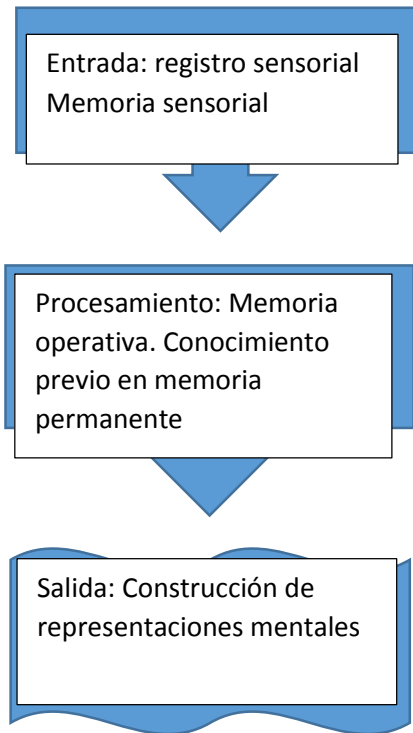 Entrada: registro sensorial
Memoria sensorial
Procesamiento: Memoria
operativa. Conocimiento
previo en memoria
permanente
Salida: Construcción de
representaciones mentales